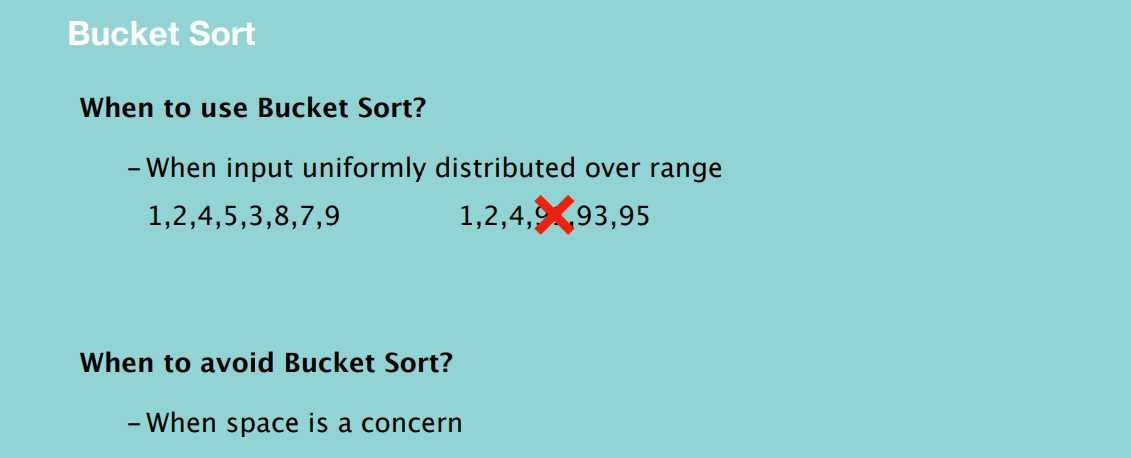 Bucket Sort
When to use Bucket Sort?
– When input uniformly distributed over range
1,2,4,5,3,8,7,9 1,2,4, ,93,95
When to avoid Bucket Sort?
– When space is a concern